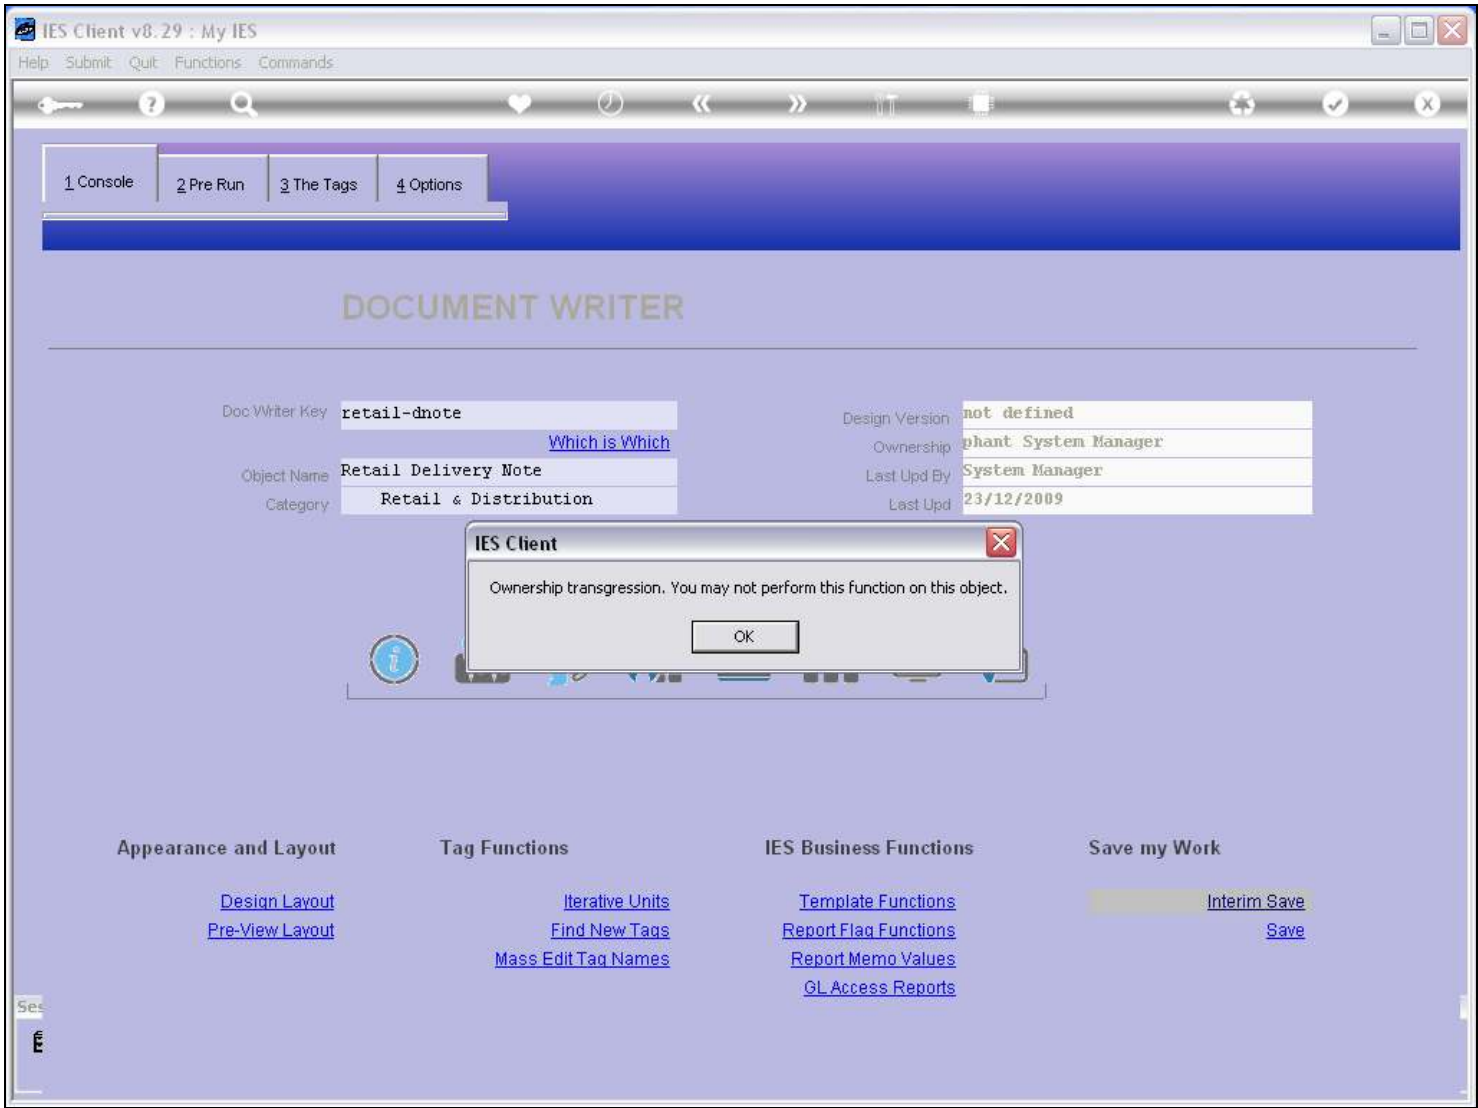 IES Client v8.29 : My IES
Help Submit Quit Functions Commands
1 Console 2 Pre Run 3 The Tags 4 Options
DOCUMENT WRITER
Doc Writer Key retail-dnote
Which is Which
Object Name Retail Delivery Note
Category Retail & Distribution
Design Version not defined
Ownership phant System Manager
Last Upd By System Manager
Last Upd 23/12/2009
IES Client
Ownership transgression. You may not perform this function on this object.
OK
Appearance and Layout
Design Layout
Pre-View Layout
Tag Functions
Iterative Units
Find New Tags
Mass Edit Tag Names
IES Business Functions
Template Functions
Report Flag Functions
Report Memo Values
GL Access Reports
Save my Work
Interim Save
Save